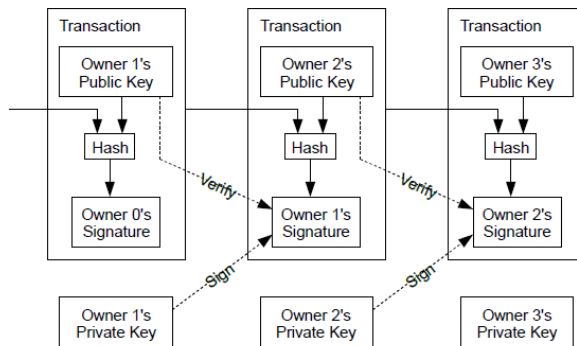 Transaction
Owner 1's
Public Key
Hash
Owner 0's
Signature
Transaction
Owner 2's
Public Key
Hash
Verify
Owner 1's
Signature
Transaction
Owner 3's
Public Key
Hash
Verify
Owner 2's
Signature
Sign
Sign
Owner 1's
Private Key
Owner 2's
Private Key
Owner 3's
Private Key